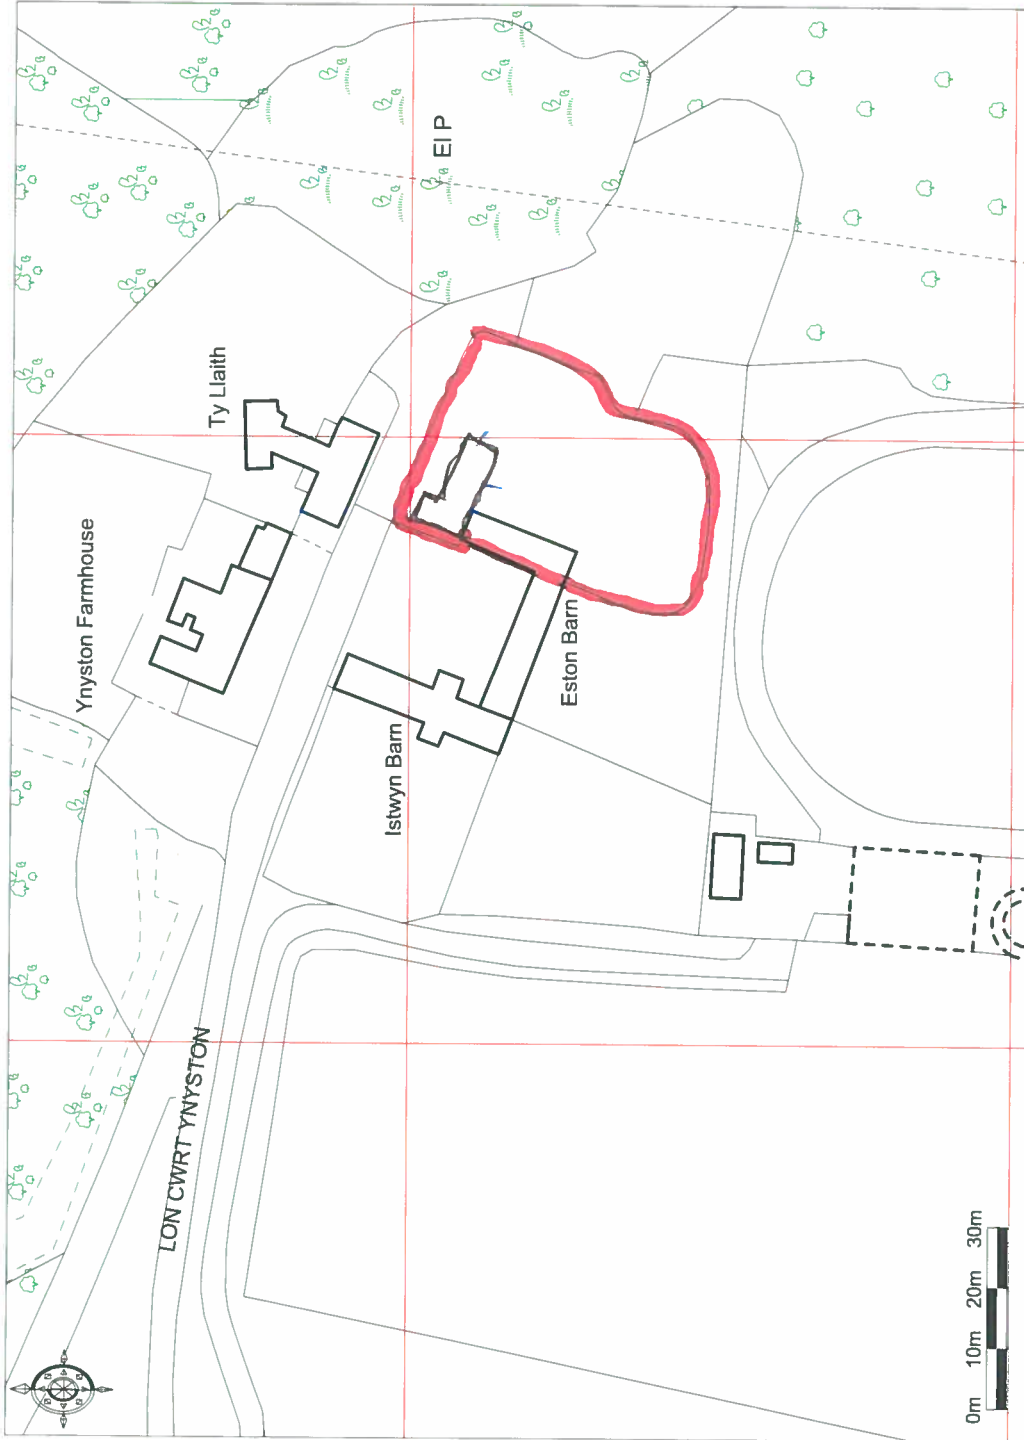 El P
Ty Llaith
Ynyston Farmhouse
Eston Barn
Istwyn Barn
LON CWRT YNYSTON
0m 10m 20m 30m